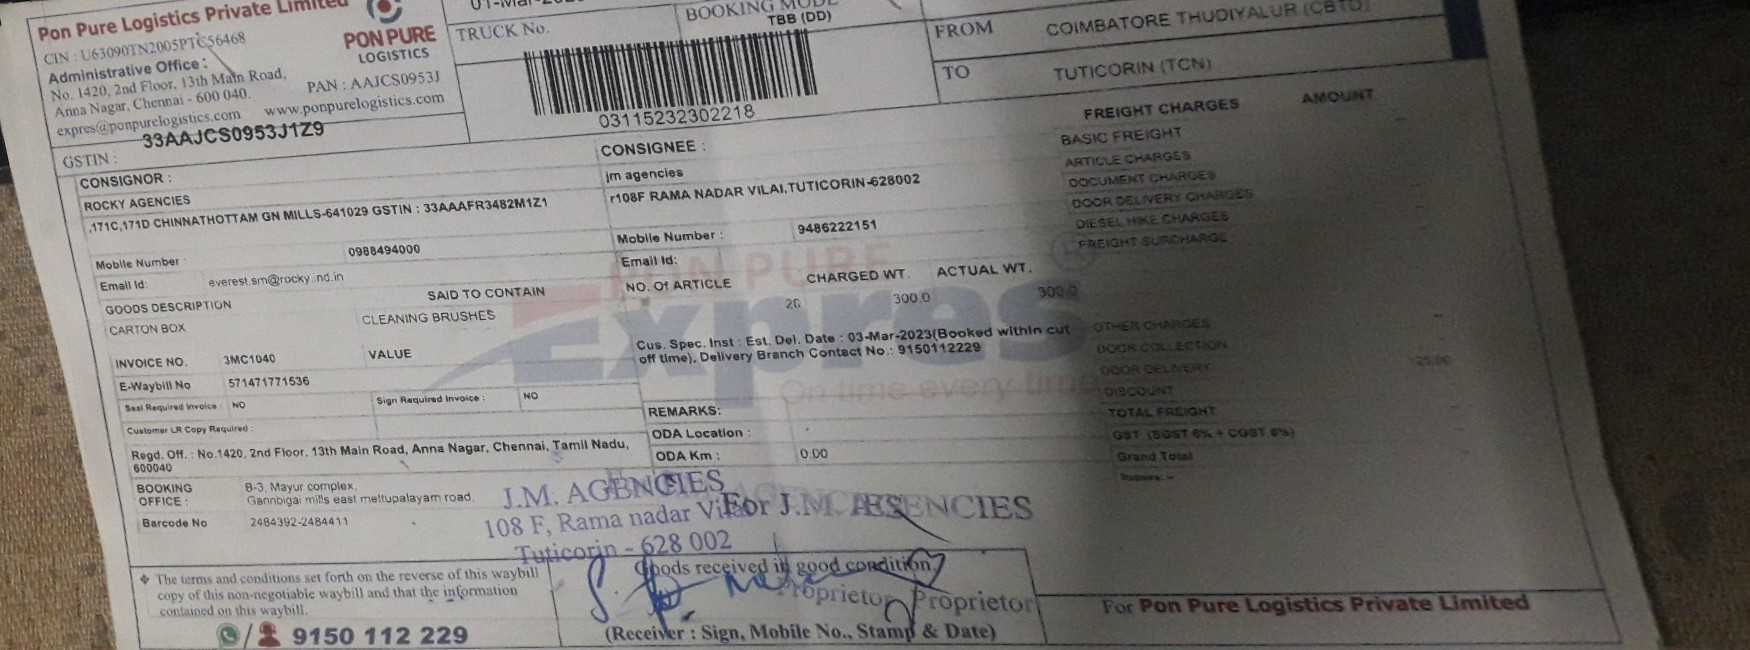 Pon Pure Logistics Private Limited
CIN : U63090TN2005PTC56468
Administrative Office :
No. 1420, 2nd Floor, 13th Main Road,
Anna Nagar, Chennai - 600 040.
expres@ponpurelogistics.com
PON PURE
LOGISTICS
PAN : AAJCS0953J
www.ponpurelogistics.com
GSTIN : 33AAJCS0953J1Z9
TRUCK No.
BOOKING MODE
TBB (DD)
03115232302218
FROM COIMBATORE THUDIYALUR (CBTD)
TO TUTICORIN (TCN)
CONSIGNOR :
ROCKY AGENCIES
,171C,171D CHINNATHOTTAM GN MILLS-641029 GSTIN : 33AAAFR3482M1Z1
Mobile Number : 0988494000
Email Id: everest.sm@rocky
CONSIGNEE :
jm agencies
r108F RAMA NADAR VILAI,TUTICORIN-628002
Mobile Number : 9486222151
Email Id:
GOODS DESCRIPTION SAID TO CONTAIN
CARTON BOX CLEANING BRUSHES
NO. Of ARTICLE CHARGED WT. ACTUAL WT.
20 300.0 300.0
INVOICE NO. 3MC1040 VALUE
E-Waybill No 571471771536
Seal Required Invoice : NO Sign Required Invoice : NO
Customer LR Copy Required :
Cus. Spec. Inst : Est. Del. Date : 03-Mar-2023(Booked within cut
off time), Delivery Branch Contact No.: 9150112229
PON PURE
Expres
On time every time
REMARKS:
ODA Location :
ODA Km : 0.00
Regd. Off. : No.1420, 2nd Floor, 13th Main Road, Anna Nagar, Chennai, Tamil Nadu,
600040
BOOKING OFFICE : B-3, Mayur complex,
Gannbigai mills east mettupalayam road,
Barcode No 2484392-2484411
FREIGHT CHARGES AMOUNT
BASIC FREIGHT
ARTICLE CHARGES
DOCUMENT CHARGES
DOOR DELIVERY CHARGES
DIESEL HIKE CHARGES
FREIGHT SURCHARGE
OTHER CHARGES
DOOR COLLECTION
DOOR DELIVERY
DISCOUNT
TOTAL FREIGHT
GST (SGST 6% + CGST 6%)
Grand Total
J.M. AGENCIES
108 F, Rama nadar Vilai
Tuticorin - 628 002
For J.M. AGENCIES
Proprietor Proprietor
Goods received in good condition
(Receiver : Sign, Mobile No., Stamp & Date)
❖ The terms and conditions set forth on the reverse of this waybill
copy of this non-negotiable waybill and that the information
contained on this waybill.
9150 112 229
For Pon Pure Logistics Private Limited